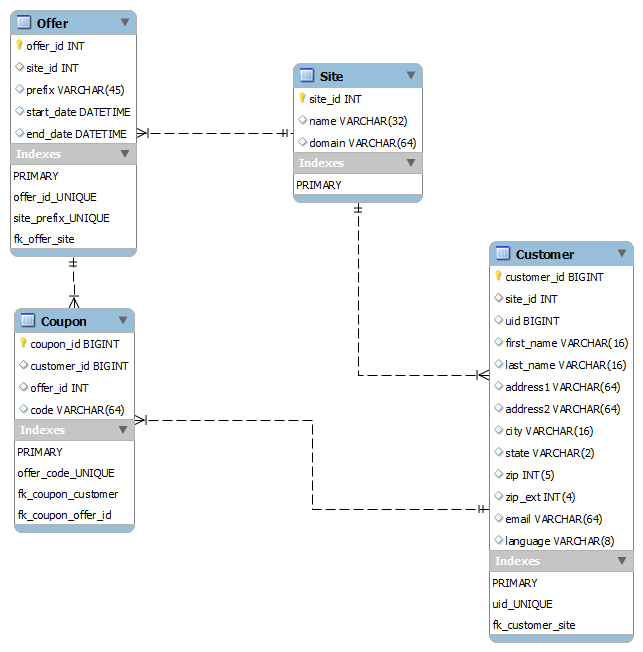 Offer
offer_id INT
site_id INT
prefix VARCHAR(45)
start_date DATETIME
end_date DATETIME
Indexes
PRIMARY
offer_id_UNIQUE
site_prefix_UNIQUE
fk_offer_site
Site
site_id INT
name VARCHAR(32)
domain VARCHAR(64)
Indexes
PRIMARY
Coupon
coupon_id BIGINT
customer_id BIGINT
offer_id INT
code VARCHAR(64)
Indexes
PRIMARY
offer_code_UNIQUE
fk_coupon_customer
fk_coupon_offer_id
Customer
customer_id BIGINT
site_id INT
uid BIGINT
first_name VARCHAR(16)
last_name VARCHAR(16)
address1 VARCHAR(64)
address2 VARCHAR(64)
city VARCHAR(16)
state VARCHAR(2)
zip INT(5)
zip_ext INT(4)
email VARCHAR(64)
language VARCHAR(8)
Indexes
PRIMARY
uid_UNIQUE
fk_customer_site